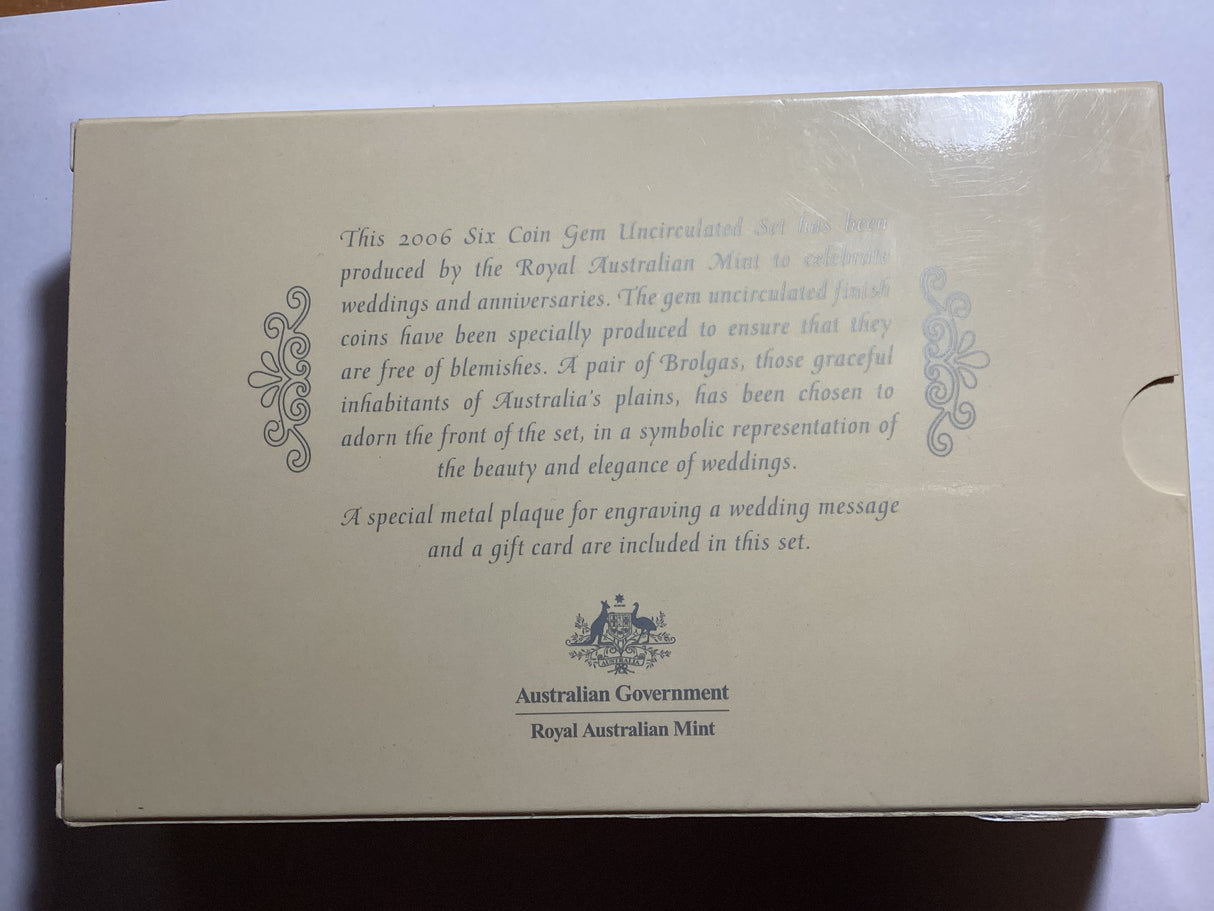 This 2006 Six Coin Gem Uncirculated Set has been
produced by the Royal Australian Mint to celebrate
weddings and anniversaries. The gem uncirculated finish
coins have been specially produced to ensure that they
are free of blemishes. A pair of Brolgas, those graceful
inhabitants of Australia's plains, has been chosen to
adorn the front of the set, in a symbolic representation of
the beauty and elegance of weddings.
A special metal plaque for engraving a wedding message
and a gift card are included in this set.
AUSTRALIA
Australian Government
Royal Australian Mint